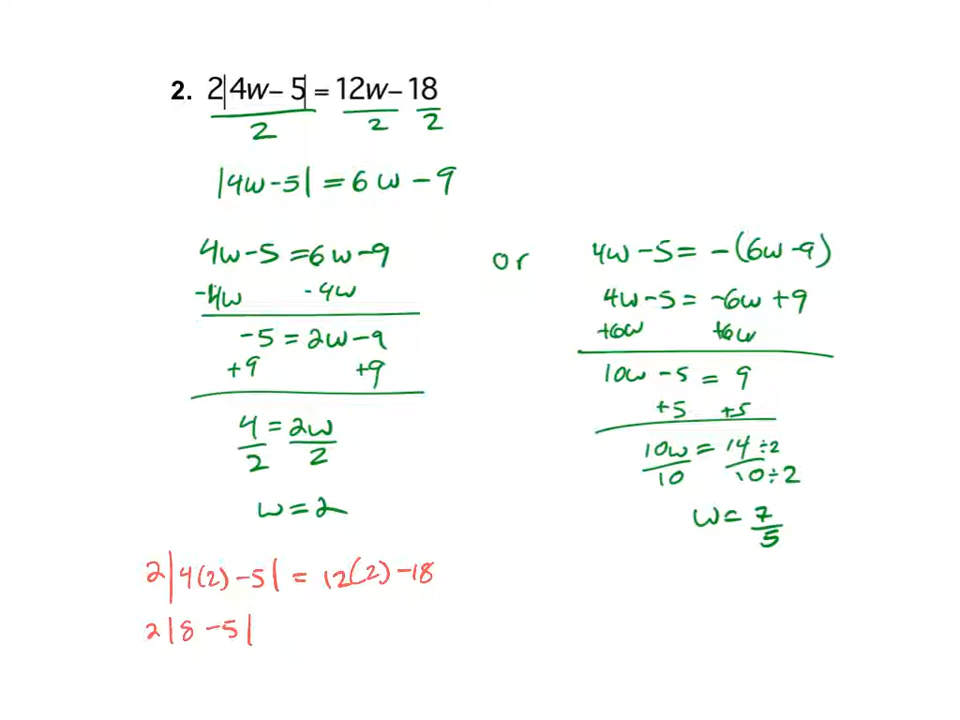 2. 2|4w– 5| = 12w– 18
2 2 2
|4w-5| = 6w - 9
4w-5 = 6w-9
-4w -4w
-5 = 2w-9
+9 +9
4 = 2w
2 2
w = 2
or
4w-5 = -(6w-9)
4w-5 = -6w+9
+6w +6w
10w -5 = 9
+5 +5
10w = 14 ÷2
10 10 ÷2
w = 7
5
2|4(2) -5| = 12(2) -18
2|8 -5|